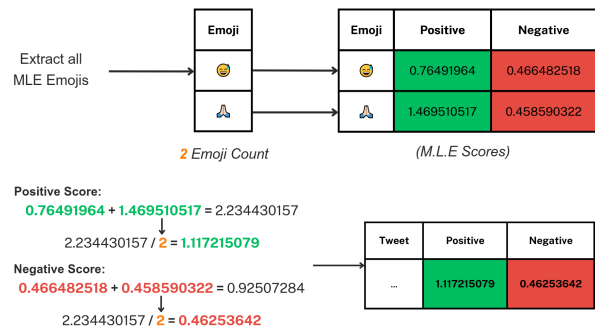 Emoji
Emoji Positive Negative
Extract all
MLE Emojis
😅
😅 0.76491964 0.466482518
🙏🏼
🙏🏼 1.469510517 0.458590322
2 Emoji Count
(M.L.E Scores)
Positive Score:
0.76491964 + 1.469510517 = 2.234430157
2.234430157 / 2 = 1.117215079
Negative Score:
0.466482518 + 0.458590322 = 0.92507284
2.234430157 / 2 = 0.46253642
Tweet Positive Negative
... 1.117215079 0.46253642